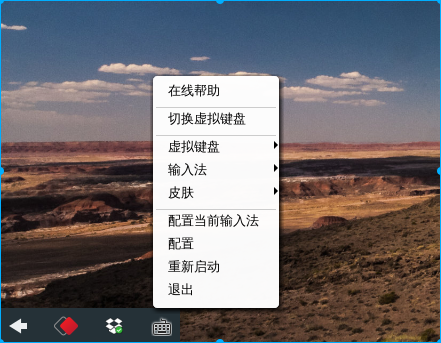 在线帮助
切换虚拟键盘
虚拟键盘
输入法
皮肤
配置当前输入法
配置
重新启动
退出